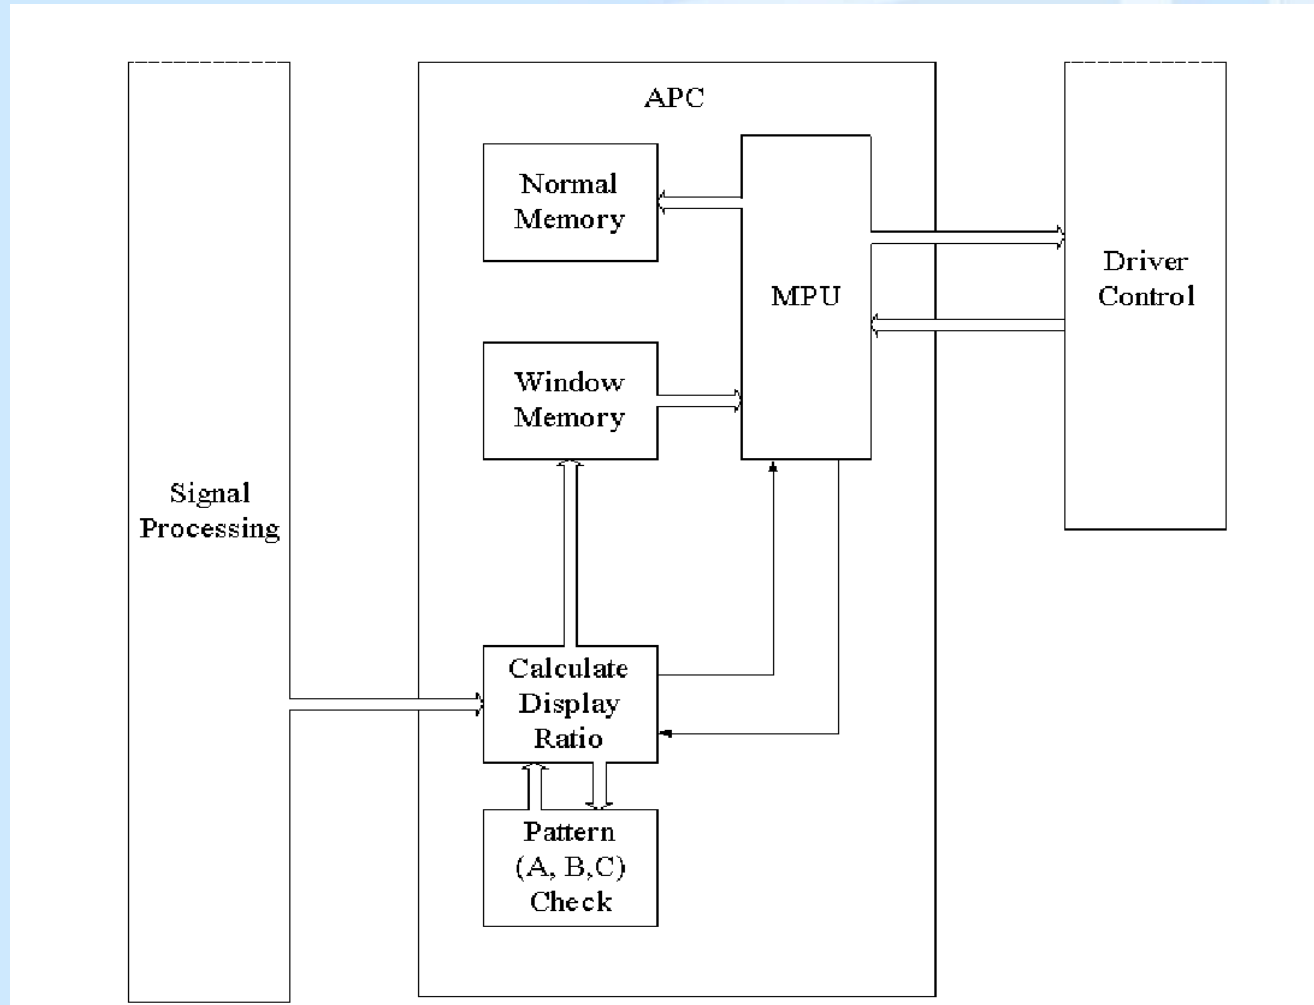 APC
Normal
Memory
MPU
Driver
Control
Window
Memory
Signal
Processing
Calculate
Display
Ratio
Pattern
(A, B,C)
Check